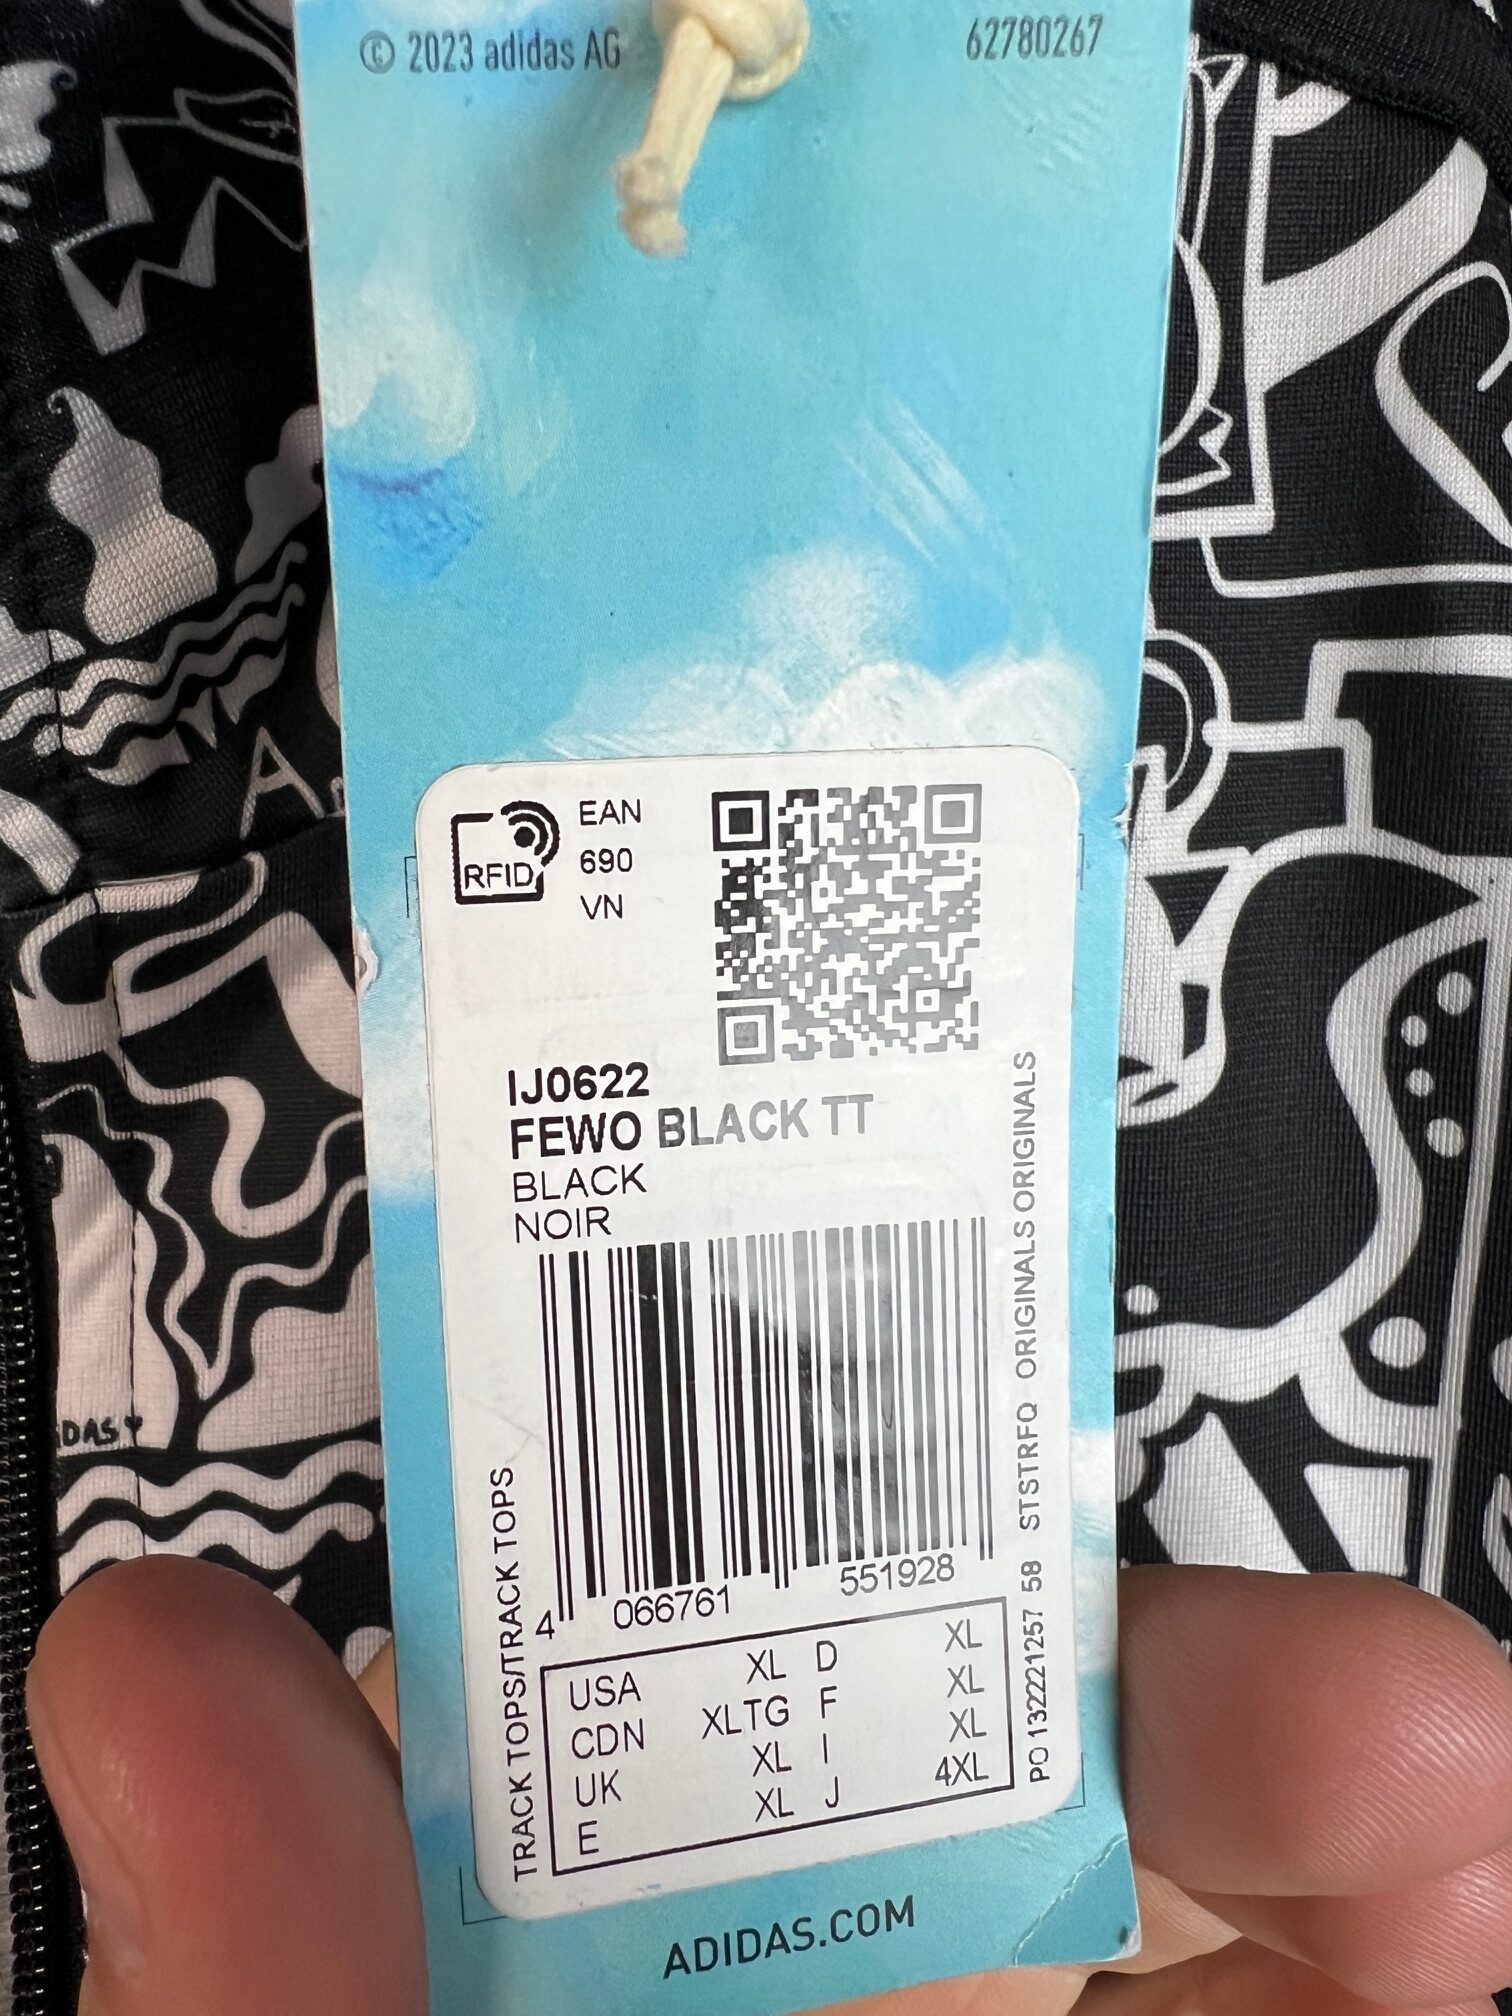 © 2023 adidas AG
62780267
RFID
EAN
690
VN
IJ0622
FEWO BLACK TT
BLACK
NOIR
TRACK TOPS/TRACK TOPS
4 066761 551928
PO 132221257 58 STSTRFQ ORIGINALS ORIGINALS
USA XL D XL
CDN XLTG F XL
UK XL I XL
E XL J 4XL
ADIDAS.COM
A
DAS